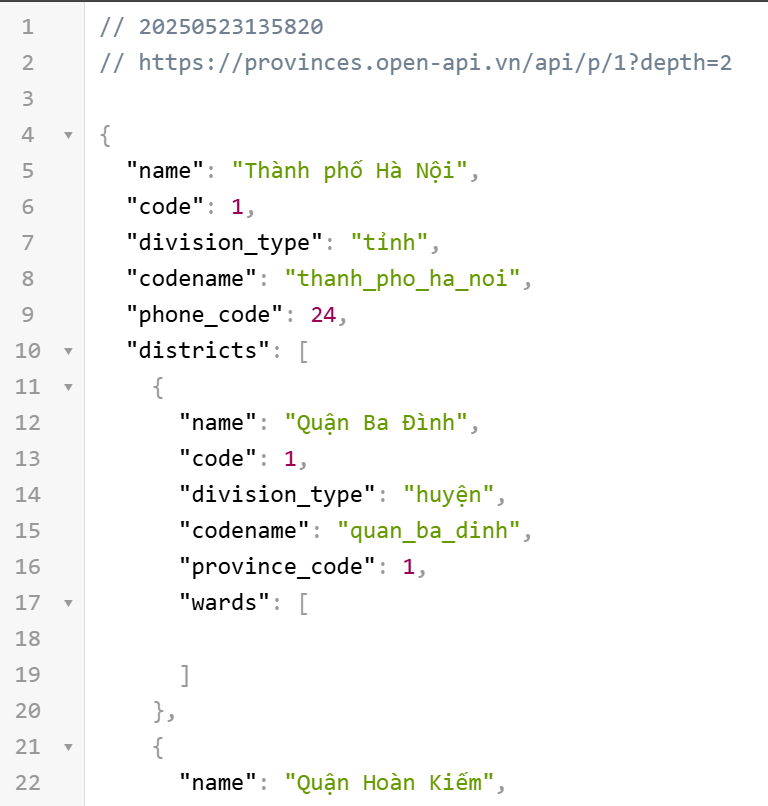 1 // 20250523135820
2 // https://provinces.open-api.vn/api/p/1?depth=2
3
4 {
5 "name": "Thành phố Hà Nội",
6 "code": 1,
7 "division_type": "tỉnh",
8 "codename": "thanh_pho_ha_noi",
9 "phone_code": 24,
10 "districts": [
11 {
12 "name": "Quận Ba Đình",
13 "code": 1,
14 "division_type": "huyện",
15 "codename": "quan_ba_dinh",
16 "province_code": 1,
17 "wards": [
18
19 ]
20 },
21 {
22 "name": "Quận Hoàn Kiếm",